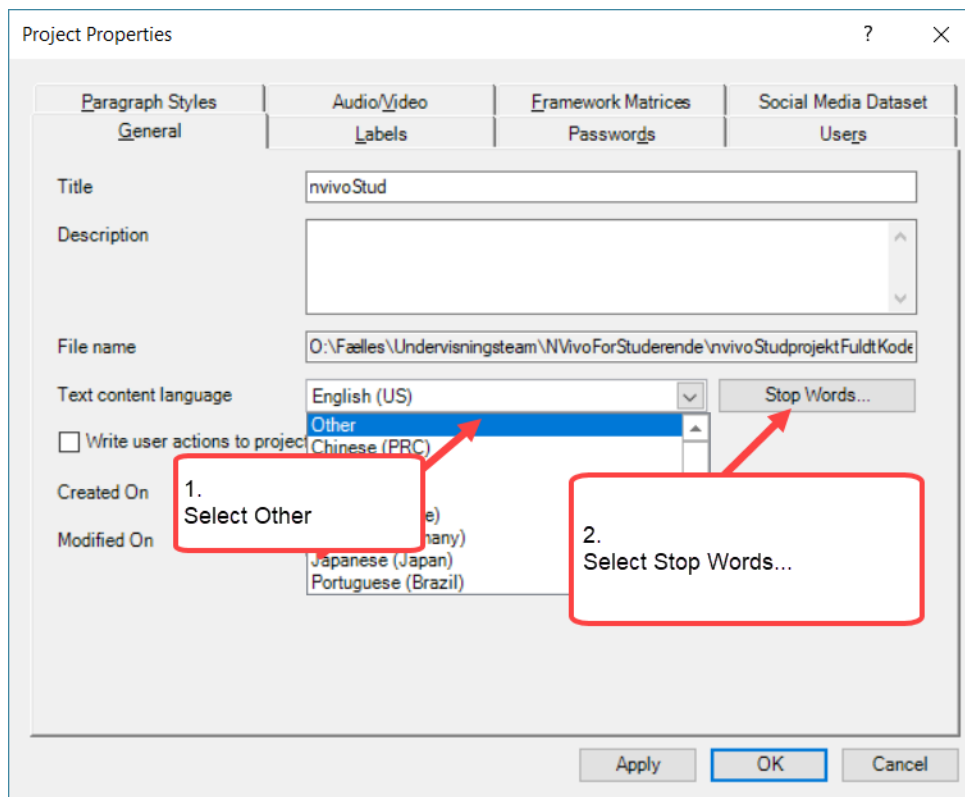 Project Properties
?
Paragraph Styles
Audio/Video
Framework Matrices
Social Media Dataset
General
Labels
Passwords
Users
Title
nvivoStud
Description
File name
O:\Fælles\Undervisningsteam\NVivoForStuderende\nvivoStudprojektFuldtKode
Text content language
English (US)
Stop Words...
Other
Write user actions to project
Chinese (PRC)
Created On
1.
Select Other
Modified On
Japanese (Japan)
Portuguese (Brazil)
2.
Select Stop Words...
Apply
OK
Cancel